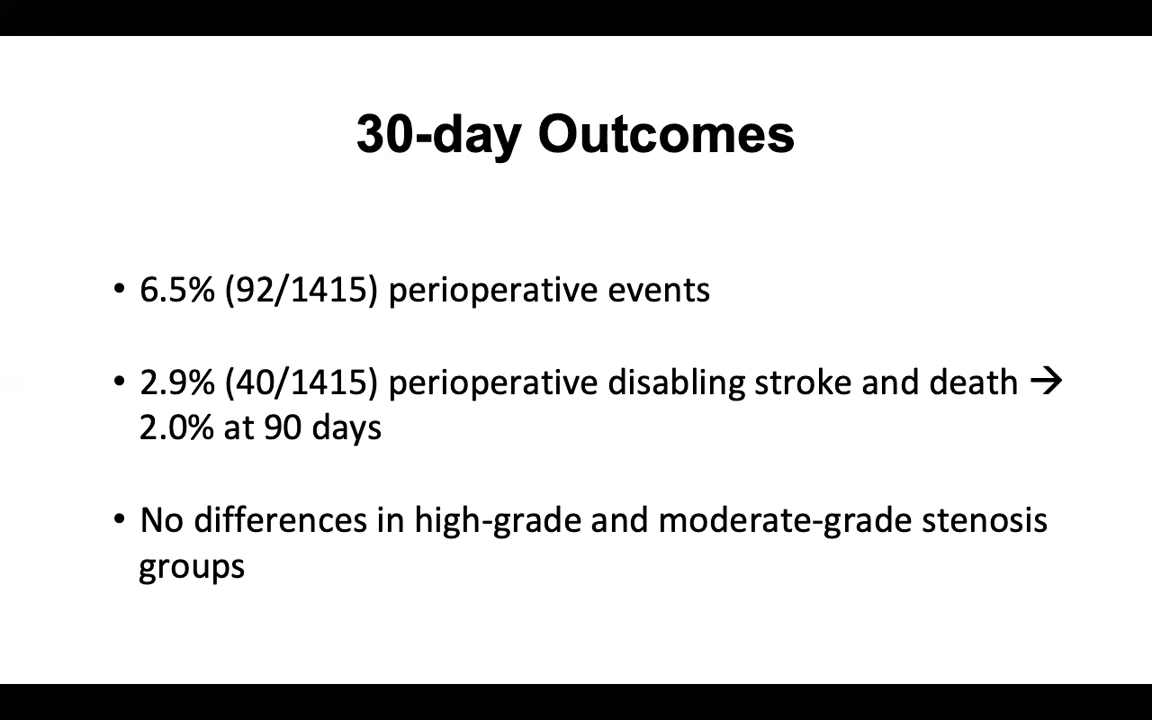 30-day Outcomes
• 6.5% (92/1415) perioperative events
• 2.9% (40/1415) perioperative disabling stroke and death →
2.0% at 90 days
• No differences in high-grade and moderate-grade stenosis
groups